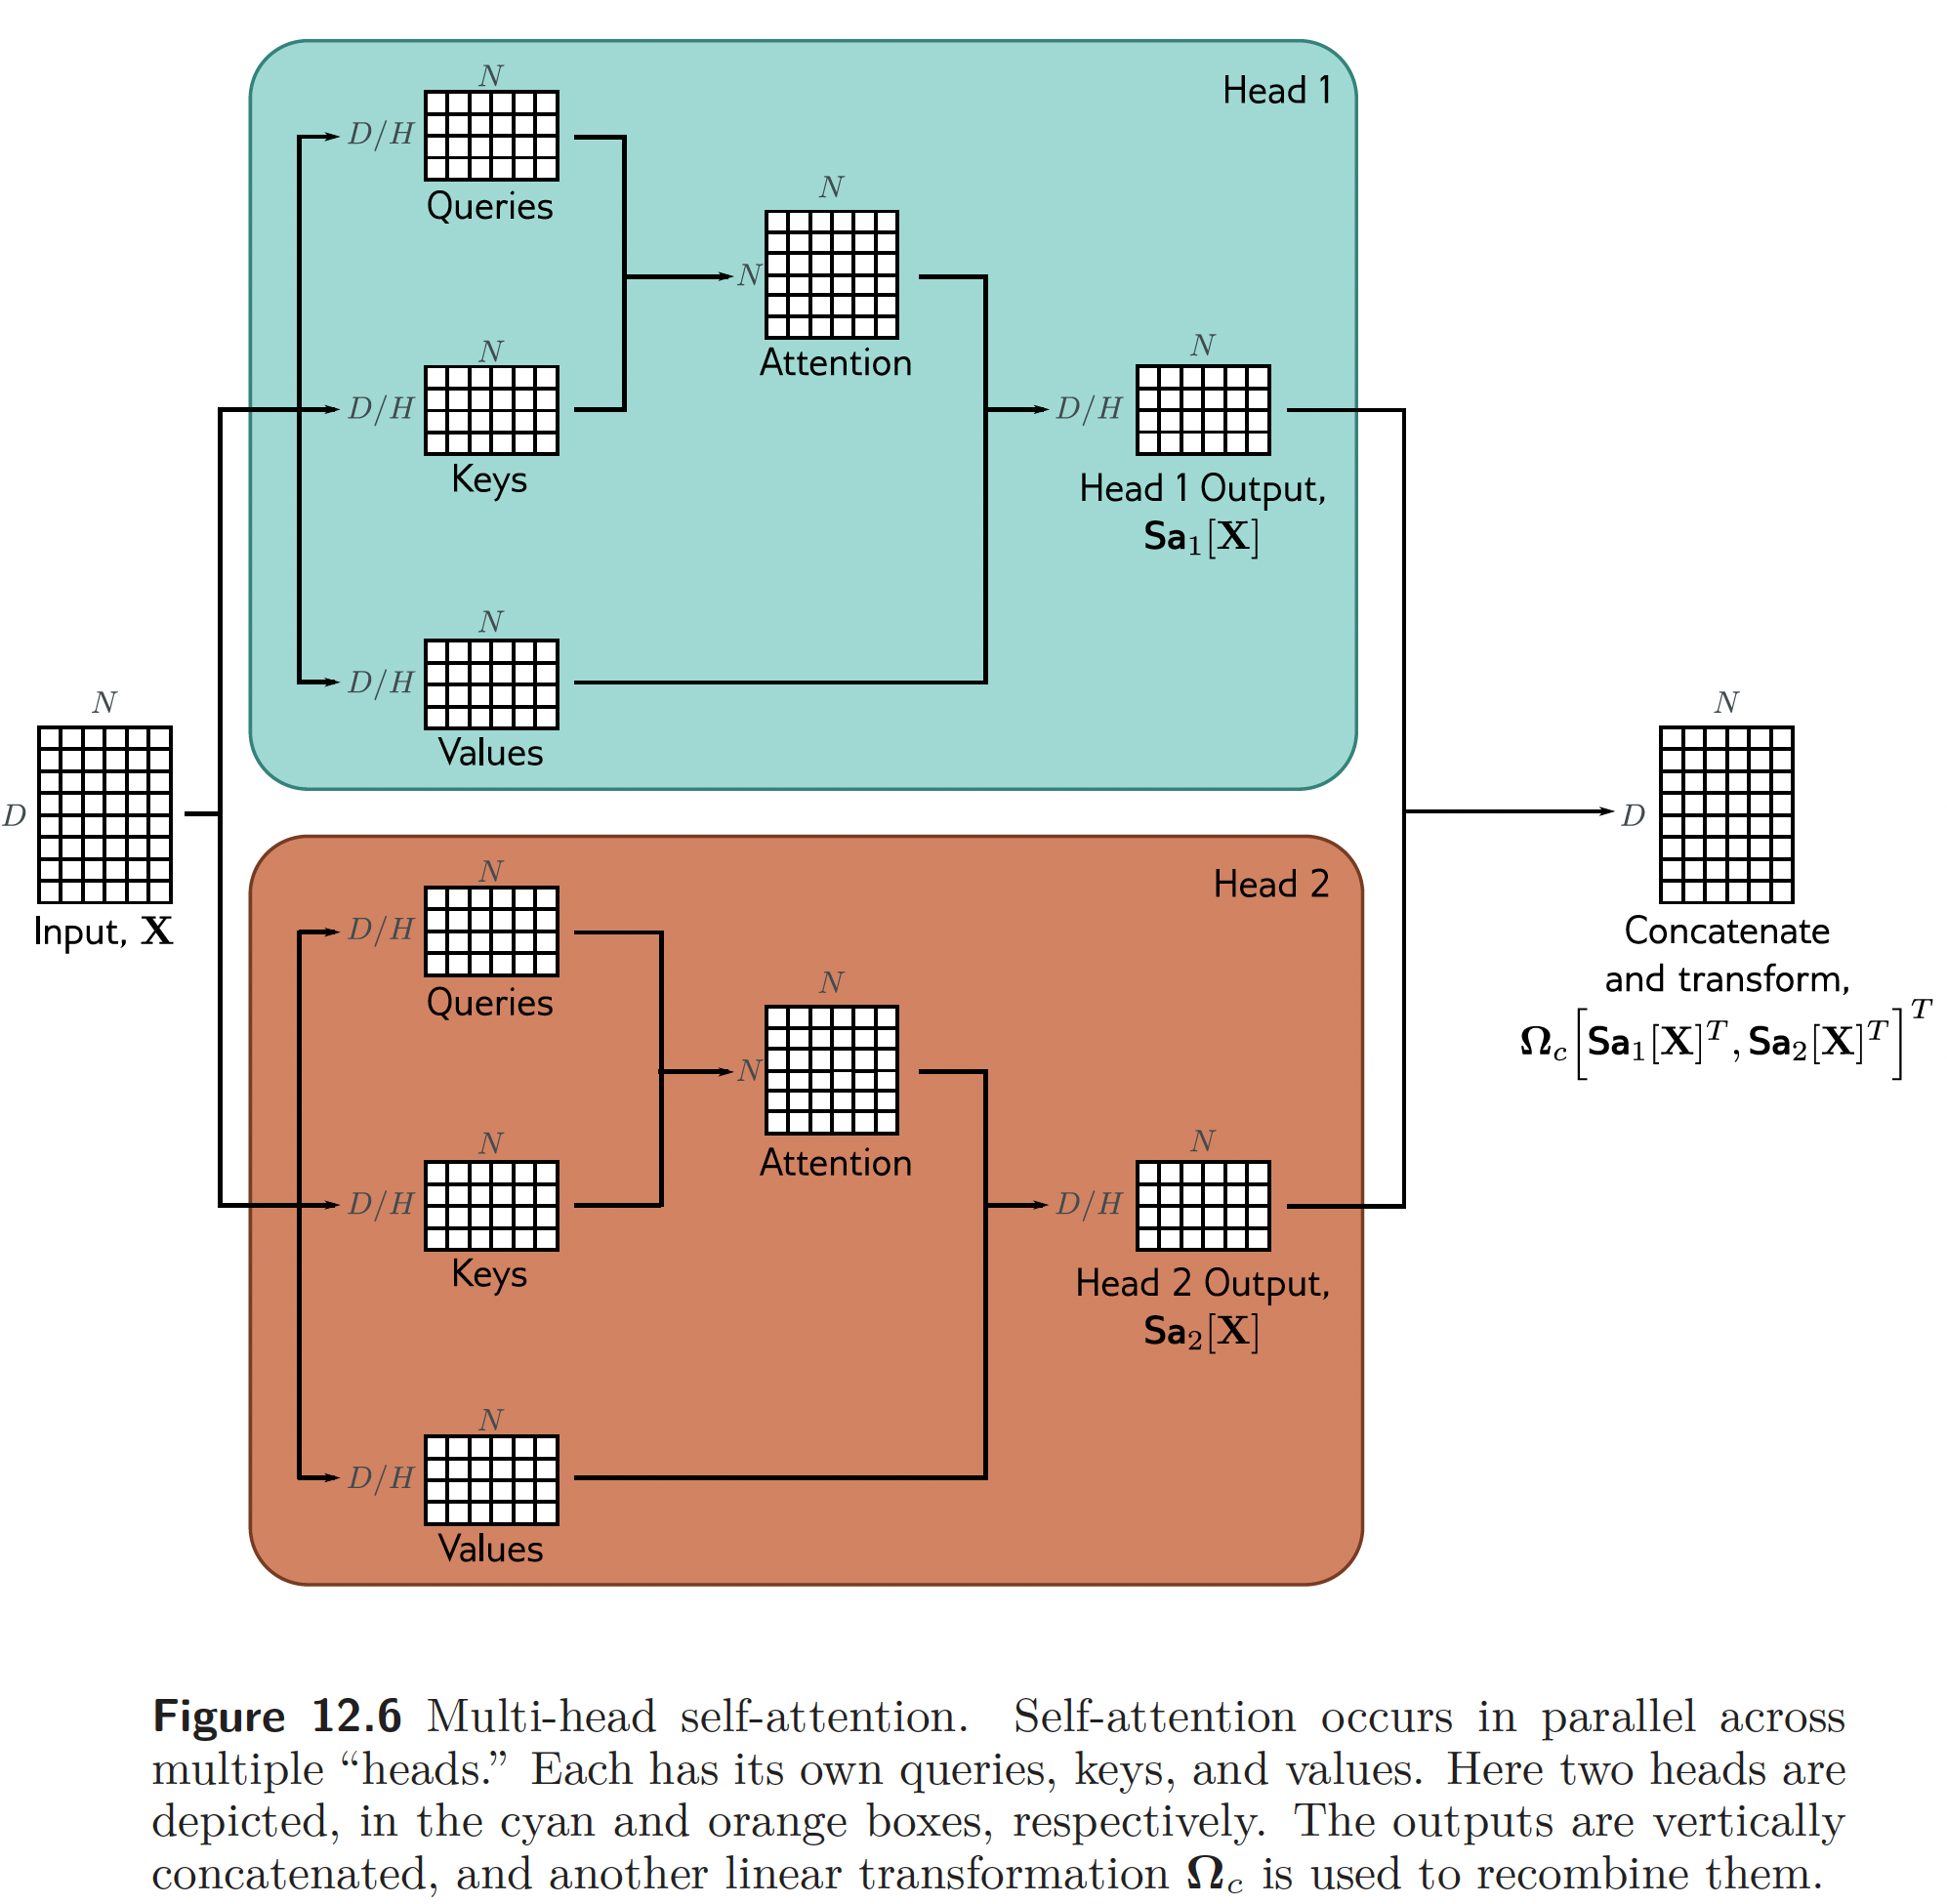 Head 1
N
D/H
Queries
N
N
Attention
N
D/H
Keys
N
D/H
Head 1 Output,
Sa₁[X]
N
D/H
Values
N
D
Input, X
Head 2
N
D/H
Queries
N
N
Attention
N
D/H
Keys
N
D/H
Head 2 Output,
Sa₂[X]
N
D/H
Values
N
D
Concatenate
and transform,
Ω_c[Sa₁[X]ᵀ, Sa₂[X]ᵀ]ᵀ
Figure 12.6 Multi-head self-attention. Self-attention occurs in parallel across
multiple “heads.” Each has its own queries, keys, and values. Here two heads are
depicted, in the cyan and orange boxes, respectively. The outputs are vertically
concatenated, and another linear transformation Ω_c is used to recombine them.